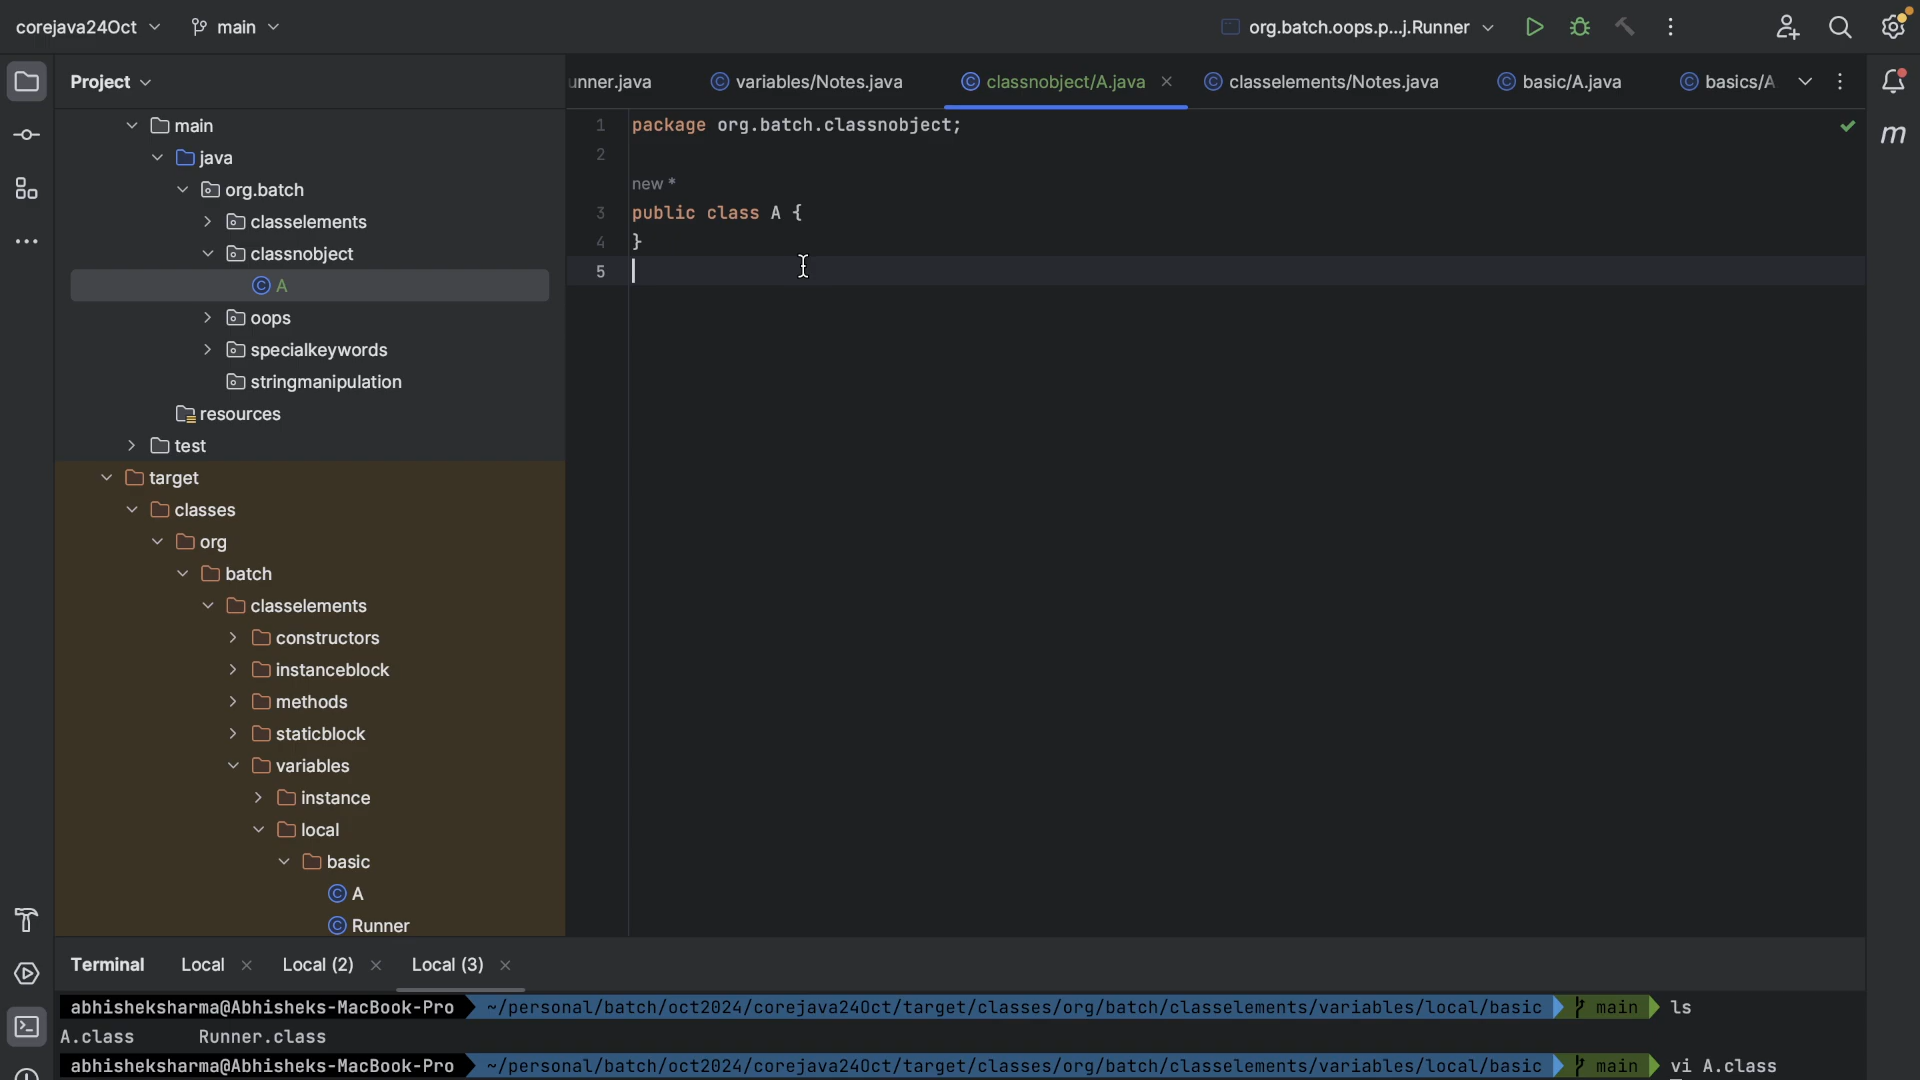 corejava24Oct
main
org.batch.oops.p...j.Runner
Project
unner.java
variables/Notes.java
classnobject/A.java
classelements/Notes.java
basic/A.java
basics/A
m
main
java
org.batch
classelements
classnobject
A
oops
specialkeywords
stringmanipulation
resources
test
target
classes
org
batch
classelements
constructors
instanceblock
methods
staticblock
variables
instance
local
basic
A
Runner
1 package org.batch.classnobject;
2
new *
3 public class A {
4 }
5
Terminal
Local
Local (2)
Local (3)
abhisheksharma@Abhisheks-MacBook-Pro ~/personal/batch/oct2024/corejava24Oct/target/classes/org/batch/classelements/variables/local/basic main ls
A.class Runner.class
abhisheksharma@Abhisheks-MacBook-Pro ~/personal/batch/oct2024/corejava24Oct/target/classes/org/batch/classelements/variables/local/basic main vi A.class